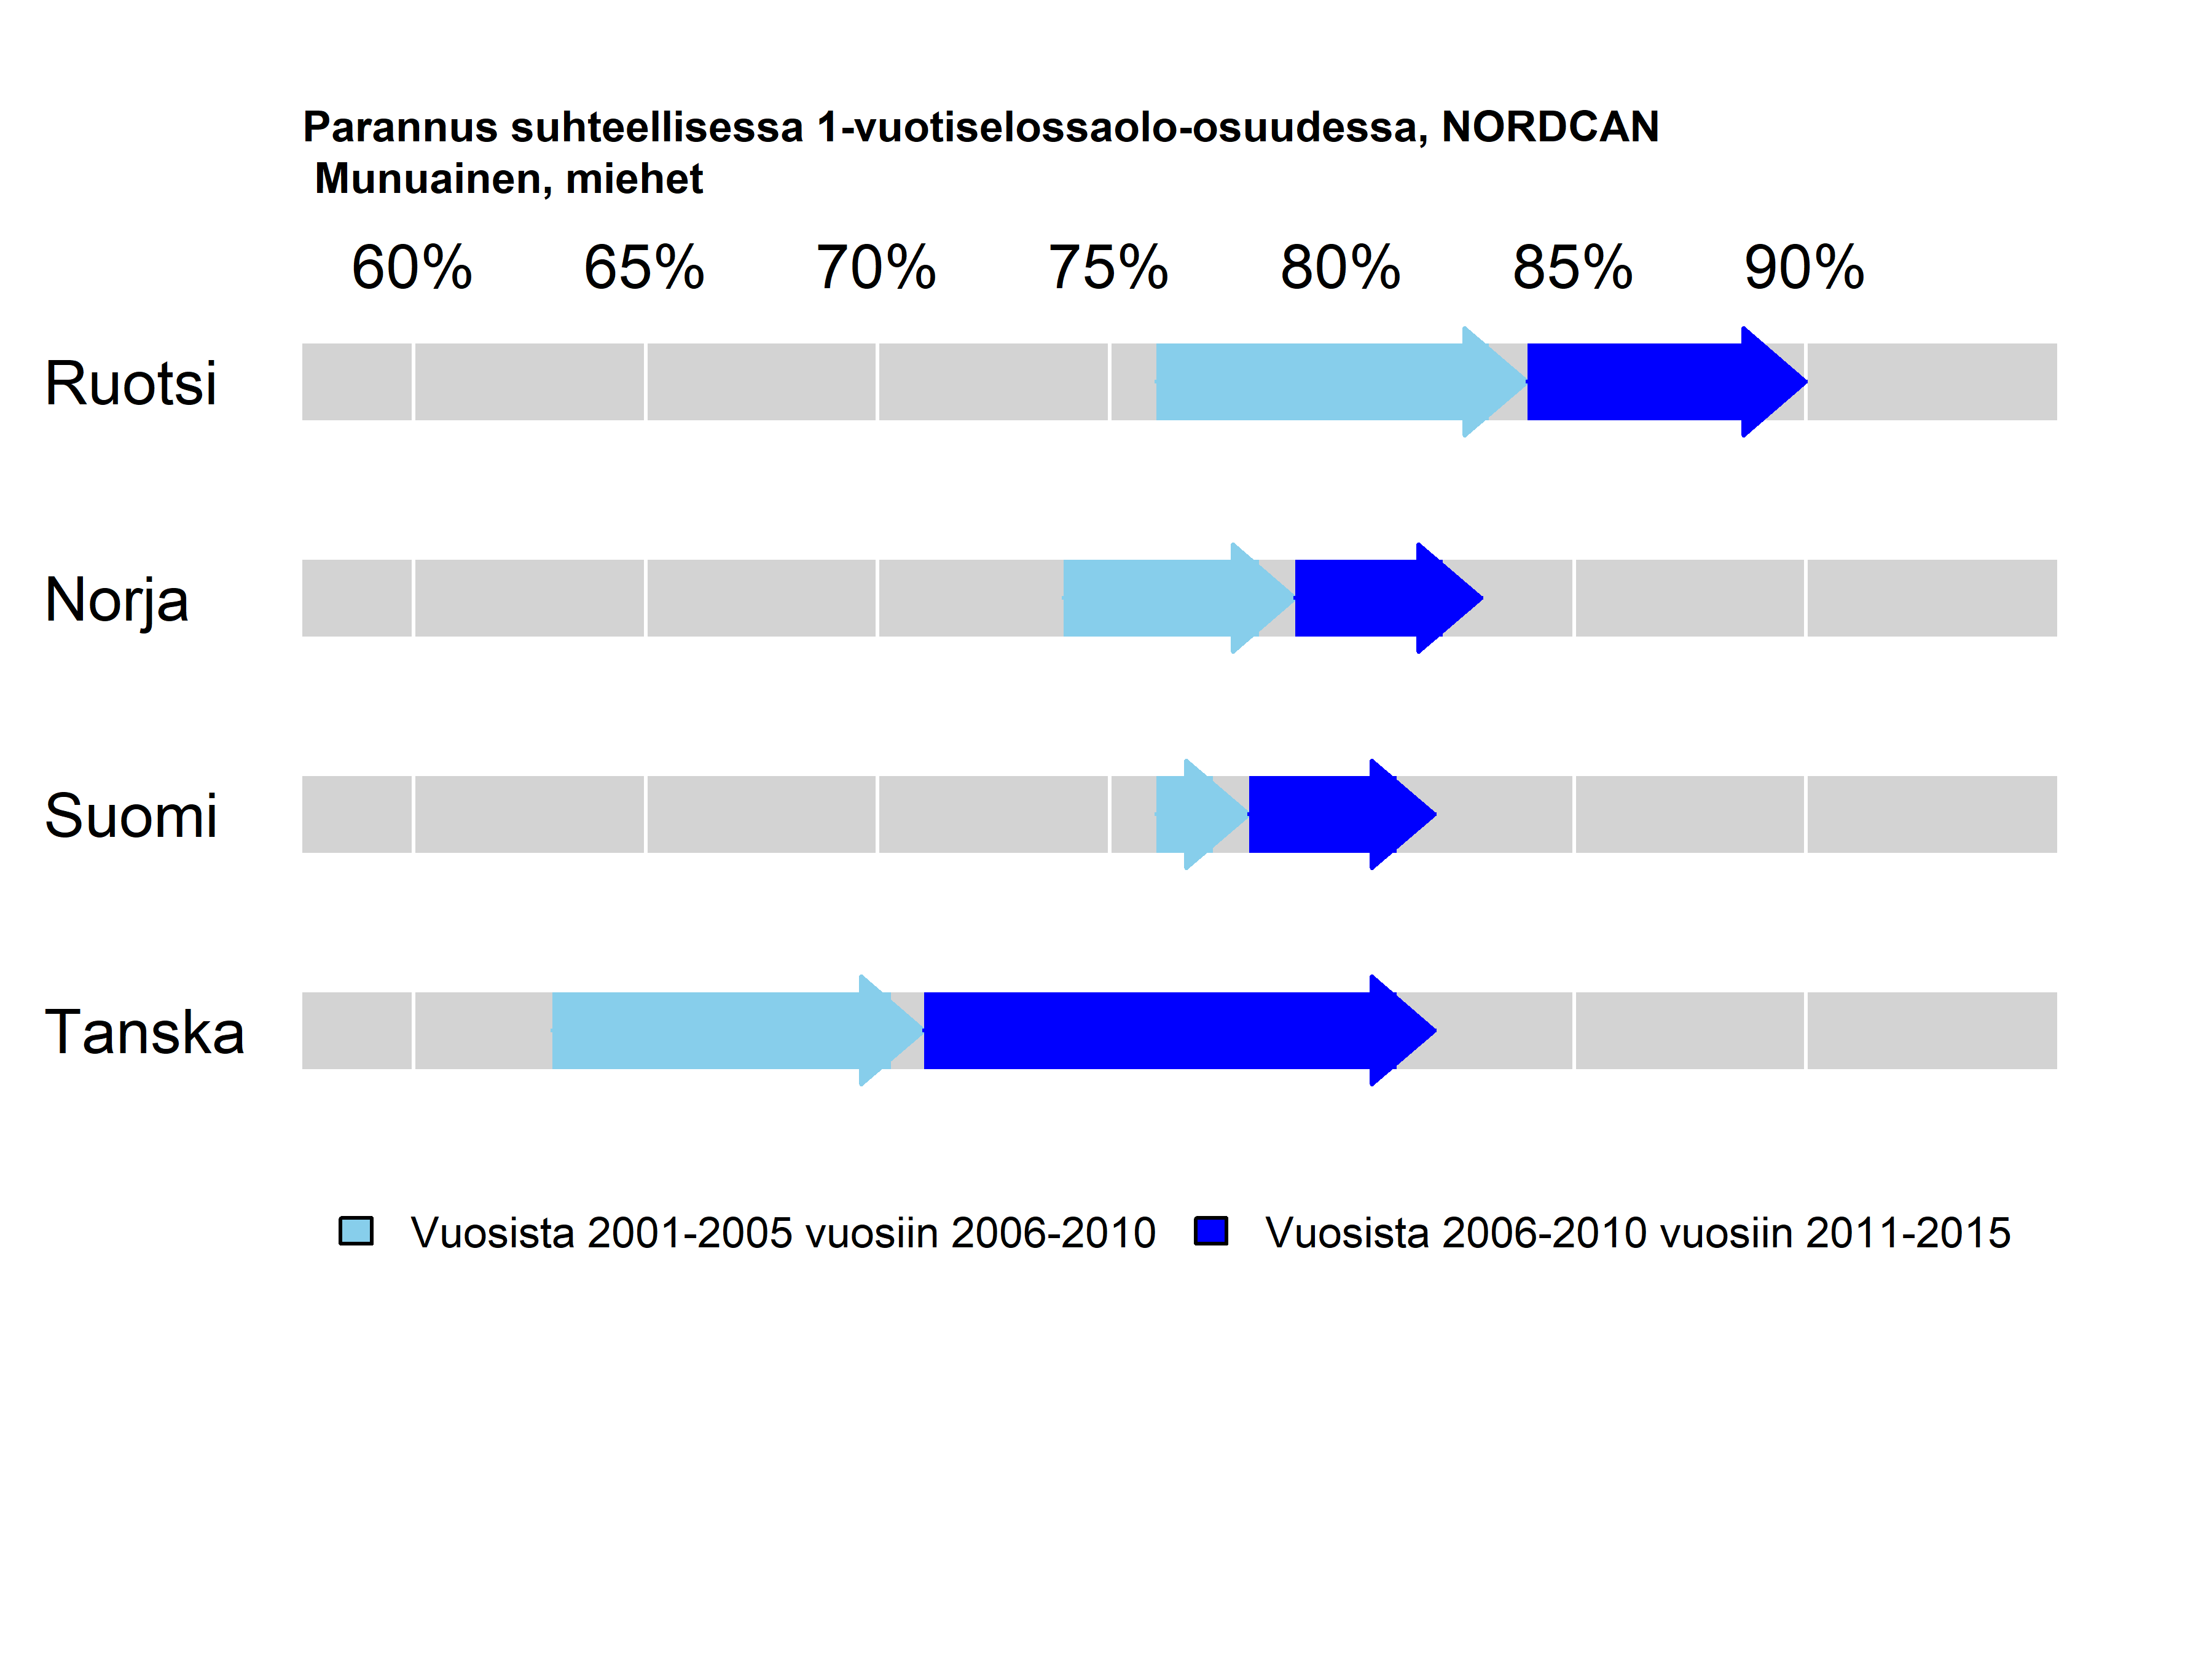 Parannus suhteellisessa 1-vuotiselossaolo-osuudessa, NORDCAN
Munuainen, miehet
60% 65% 70% 75% 80% 85% 90%
Ruotsi
Norja
Suomi
Tanska
Vuosista 2001-2005 vuosiin 2006-2010 Vuosista 2006-2010 vuosiin 2011-2015